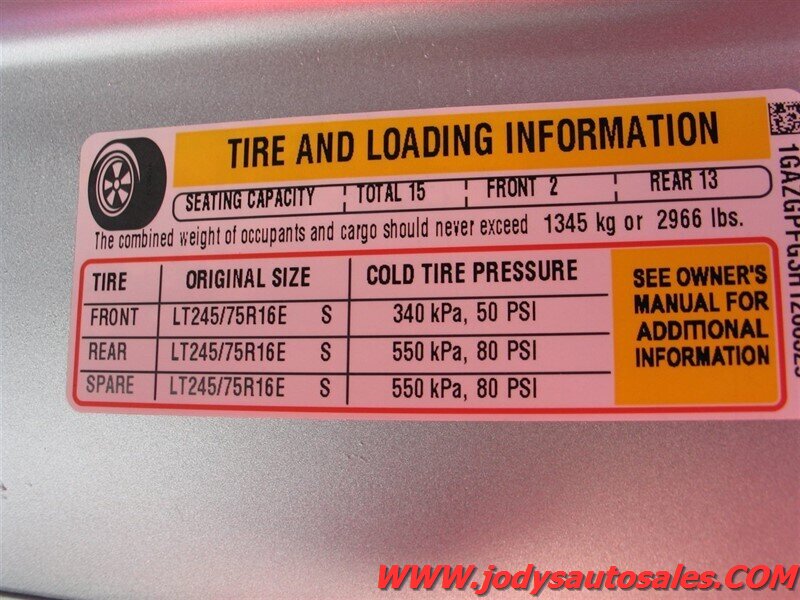 TIRE AND LOADING INFORMATION
SEATING CAPACITY TOTAL 15 FRONT 2 REAR 13
The combined weight of occupants and cargo should never exceed 1345 kg or 2966 lbs.
TIRE ORIGINAL SIZE COLD TIRE PRESSURE
FRONT LT245/75R16E S 340 kPa, 50 PSI
REAR LT245/75R16E S 550 kPa, 80 PSI
SPARE LT245/75R16E S 550 kPa, 80 PSI
SEE OWNER'S
MANUAL FOR
ADDITIONAL
INFORMATION
WWW.jodysautosales.COM